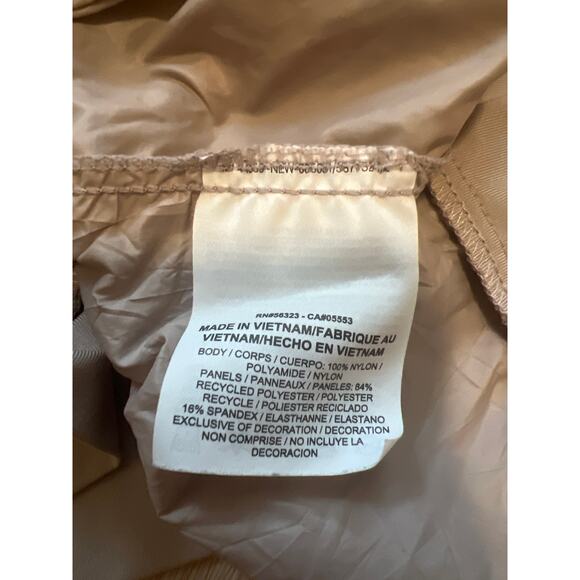 RN#56323 - CA#05553
MADE IN VIETNAM/FABRIQUE AU
VIETNAM/HECHO EN VIETNAM
BODY / CORPS / CUERPO: 100% NYLON /
POLYAMIDE / NYLON
PANELS / PANNEAUX / PANELES: 84%
RECYCLED POLYESTER / POLYESTER
RECYCLE / POLIESTER RECICLADO
16% SPANDEX / ELASTHANNE / ELASTANO
EXCLUSIVE OF DECORATION / DECORATION
NON COMPRISE / NO INCLUYE LA
DECORACION